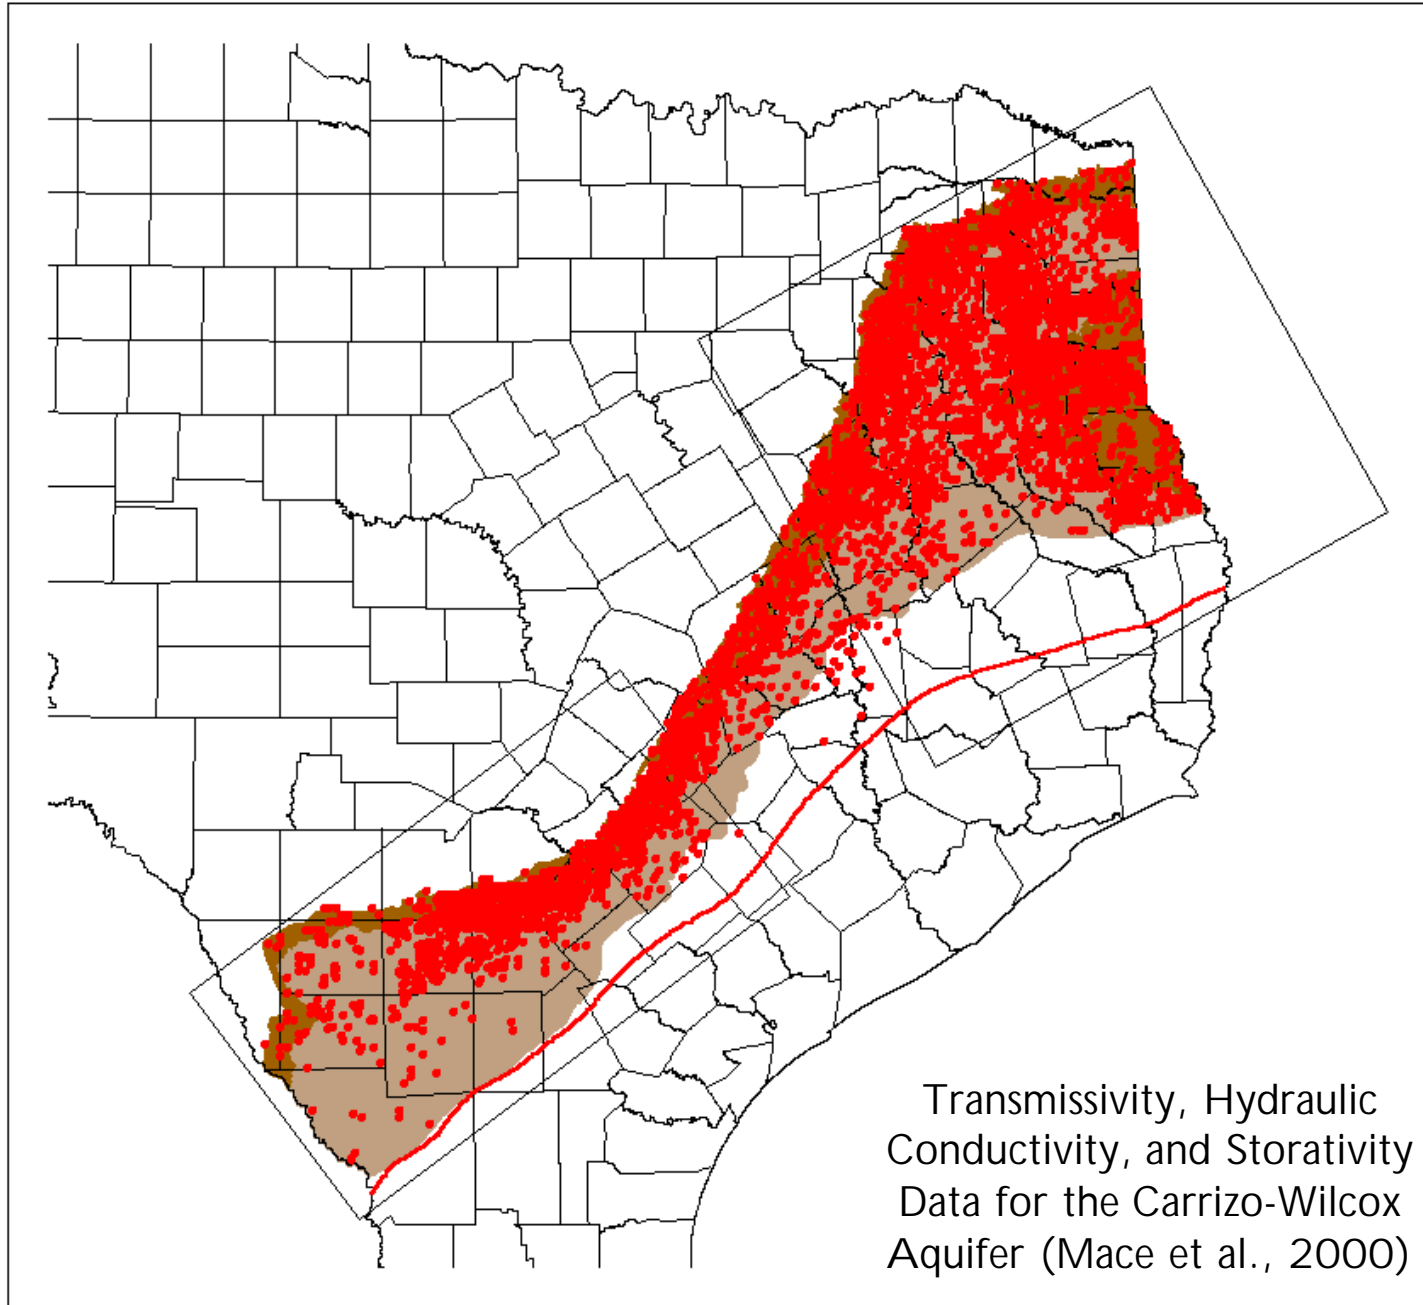 Transmissivity, Hydraulic
Conductivity, and Storativity
Data for the Carrizo-Wilcox
Aquifer (Mace et al., 2000)